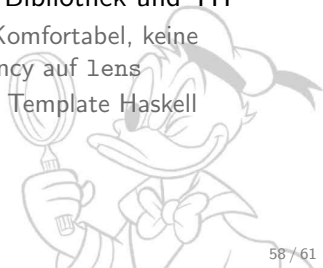 Bibliothek und TH
Komfortabel, keine
ncy auf lens
Template Haskell
58 / 61